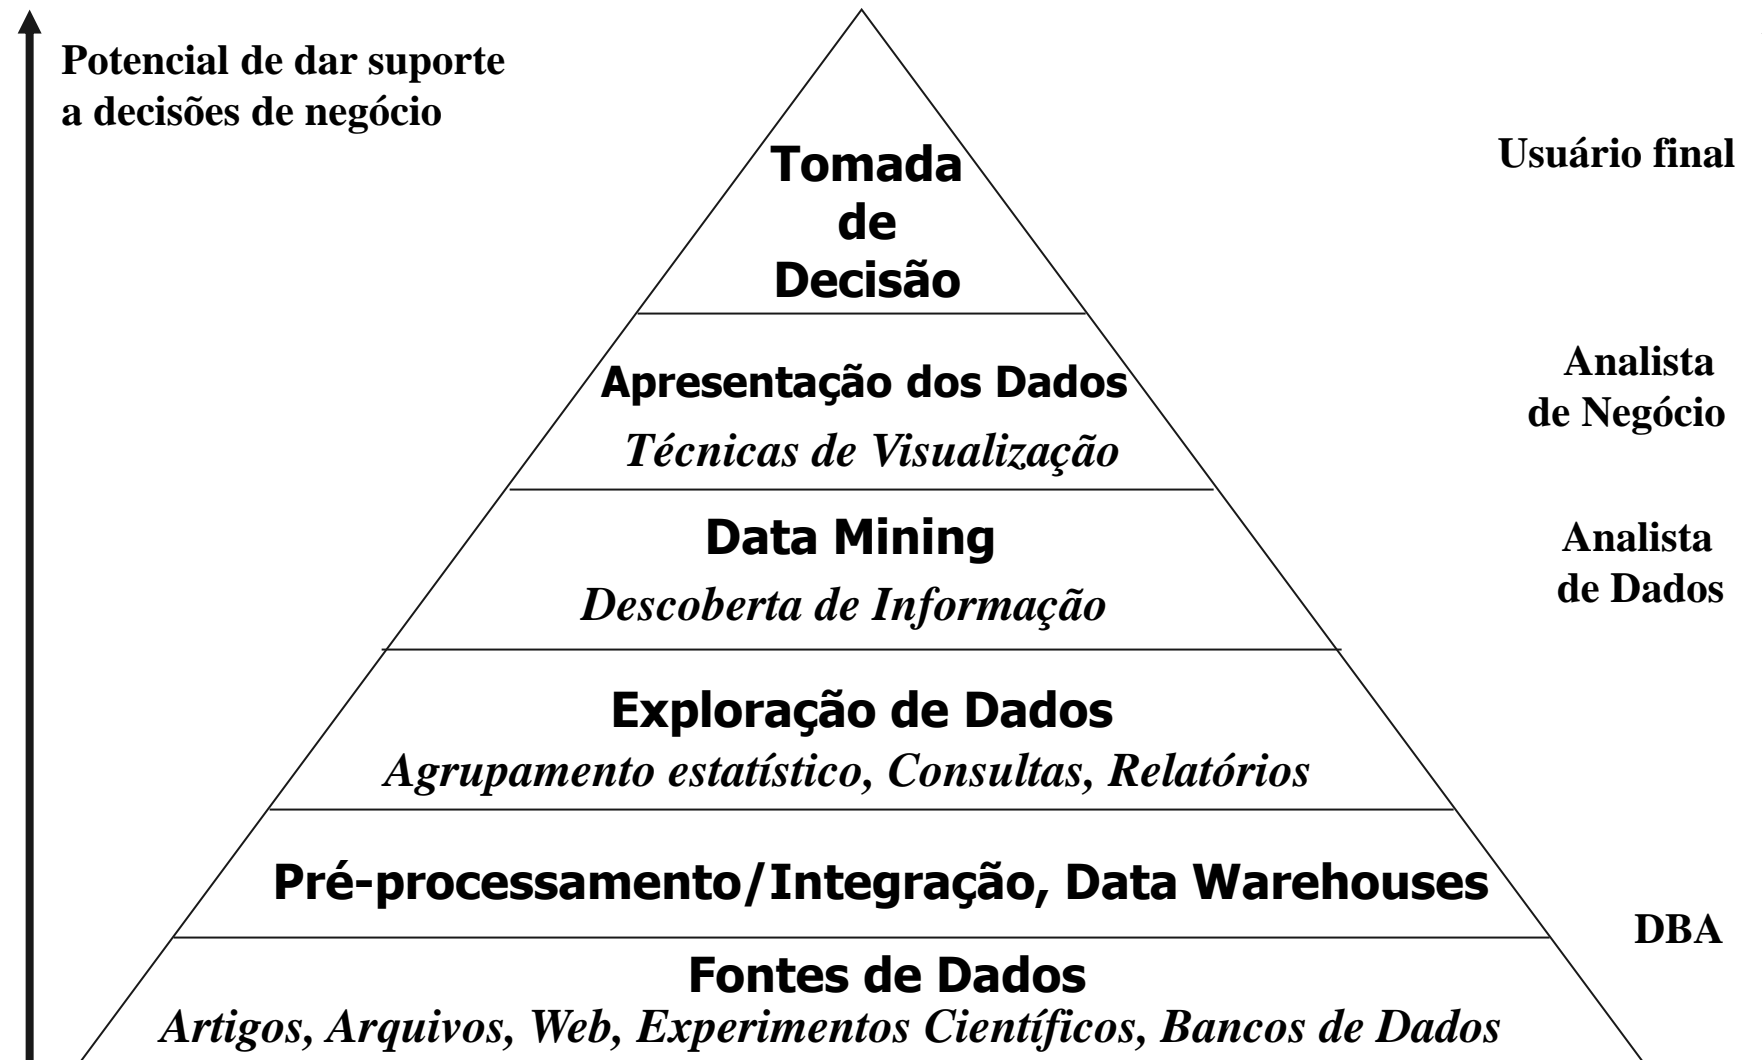 Potencial de dar suporte
a decisões de negócio
Tomada
de
Decisão
Usuário final
Apresentação dos Dados
Técnicas de Visualização
Analista
de Negócio
Data Mining
Descoberta de Informação
Analista
de Dados
Exploração de Dados
Agrupamento estatístico, Consultas, Relatórios
Pré-processamento/Integração, Data Warehouses
DBA
Fontes de Dados
Artigos, Arquivos, Web, Experimentos Científicos, Bancos de Dados